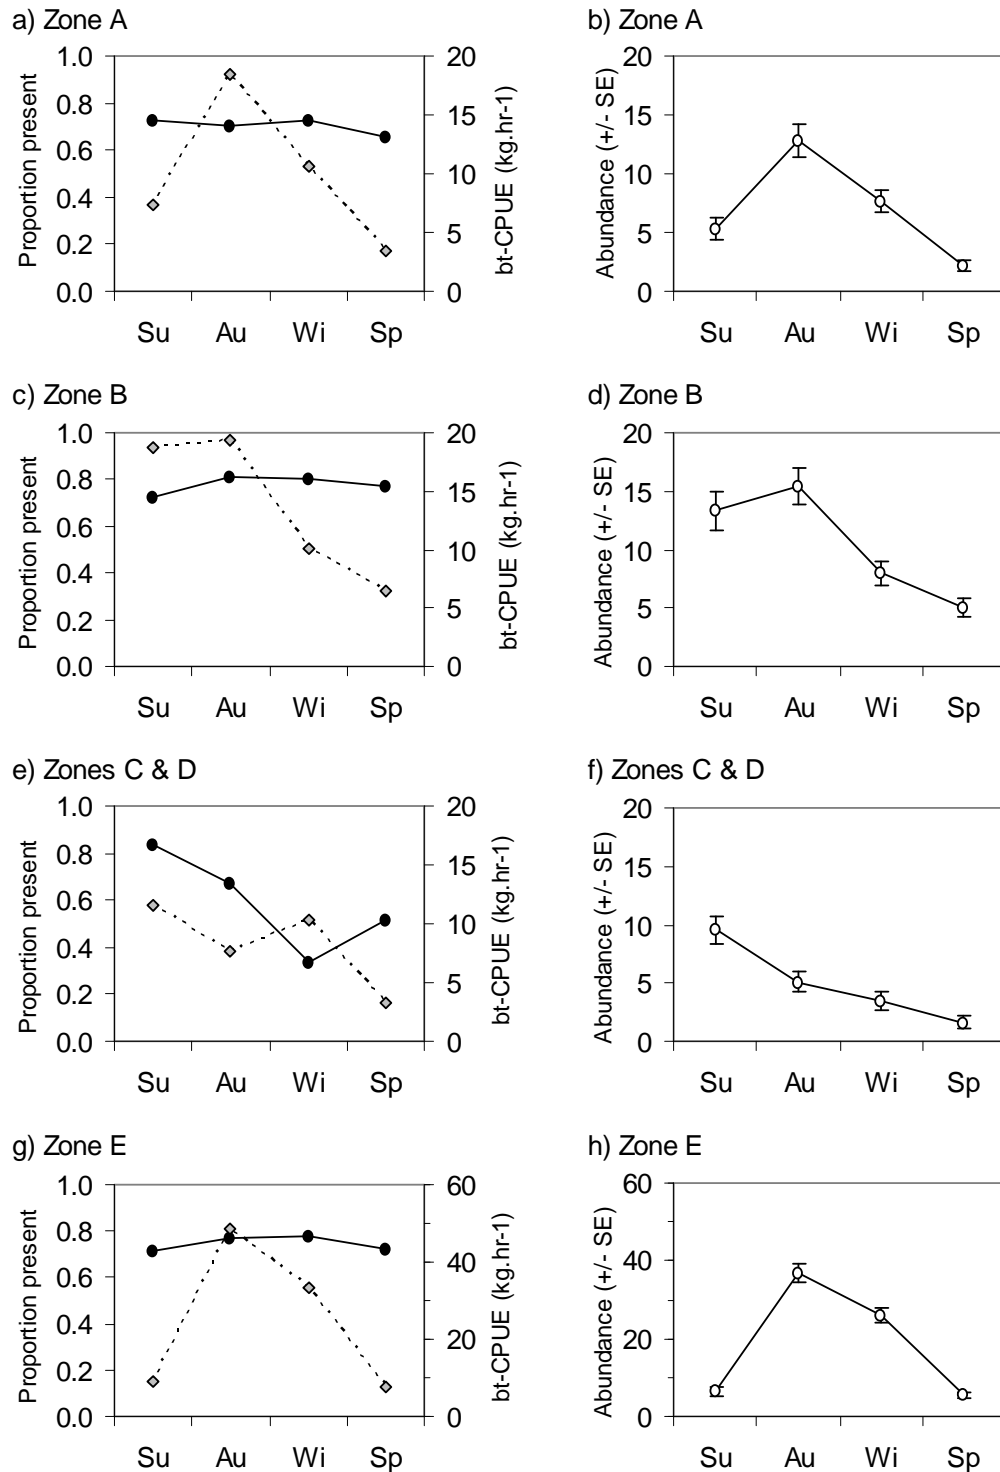 a) Zone A
b) Zone B
1.0
0.8
0.6
0.4
0.2
0.0
Proportion present
20
15
10
5
0
bt-CPUE (kg.hr-1)
Su Au Wi Sp
20
15
10
5
0
Abundance (+/- SE)
Su Au Wi Sp
c) Zone B
d) Zone B
1.0
0.8
0.6
0.4
0.2
0.0
Proportion present
20
15
10
5
0
bt-CPUE (kg.hr-1)
Su Au Wi Sp
20
15
10
5
0
Abundance (+/- SE)
Su Au Wi Sp
e) Zones C & D
f) Zones C & D
1.0
0.8
0.6
0.4
0.2
0.0
Proportion present
20
15
10
5
0
bt-CPUE (kg.hr-1)
Su Au Wi Sp
20
15
10
5
0
Abundance (+/- SE)
Su Au Wi Sp
g) Zone E
h) Zone E
1.0
0.8
0.6
0.4
0.2
0.0
Proportion present
60
40
20
0
bt-CPUE (kg.hr-1)
Su Au Wi Sp
60
40
20
0
Abundance (+/- SE)
Su Au Wi Sp